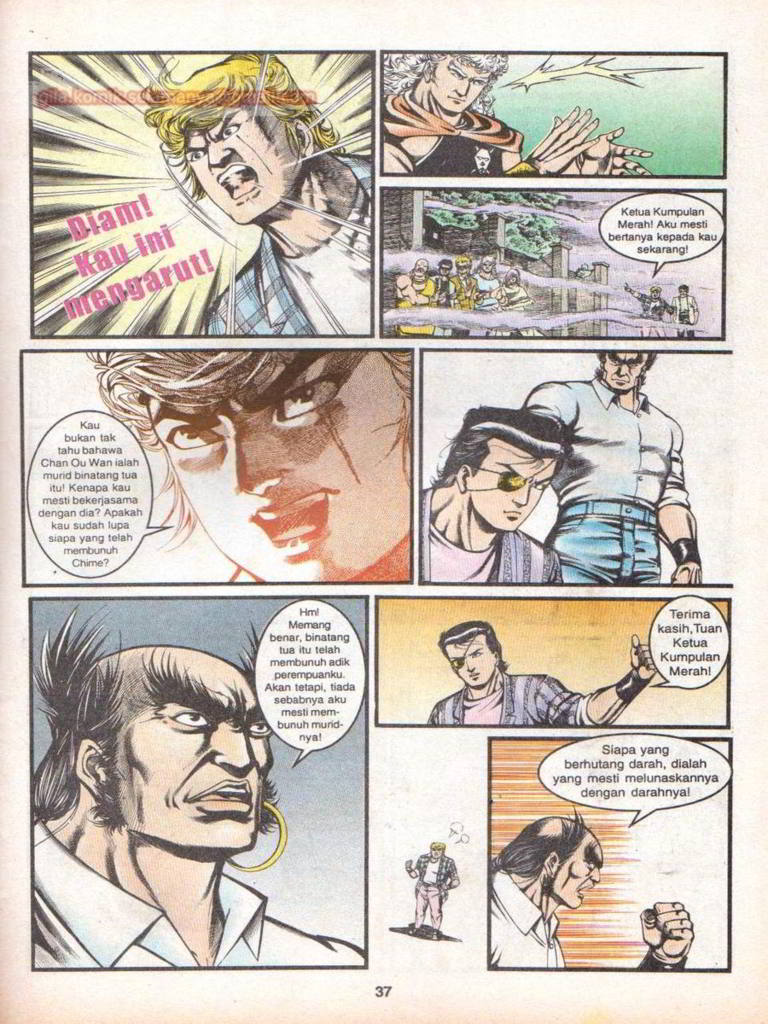 Diam!
Kau ini
mengarut!
Ketua Kumpulan
Merah! Aku mesti
bertanya kepada kau
sekarang!
Kau
bukan tak
tahu bahawa
Chan Ou Wan ialah
murid binatang tua
itu! Kenapa kau
mesti bekerjasama
dengan dia? Apakah
kau sudah lupa
siapa yang telah
membunuh
Chime?
Hm!
Memang
benar, binatang
tua itu telah
membunuh adik
perempuanku.
Akan tetapi, tiada
sebabnya aku
mesti mem-
bunuh murid-
nya!
Terima
kasih,Tuan
Ketua
Kumpulan
Merah!
Siapa yang
berhutang darah, dialah
yang mesti melunaskannya
dengan darahnya!
37